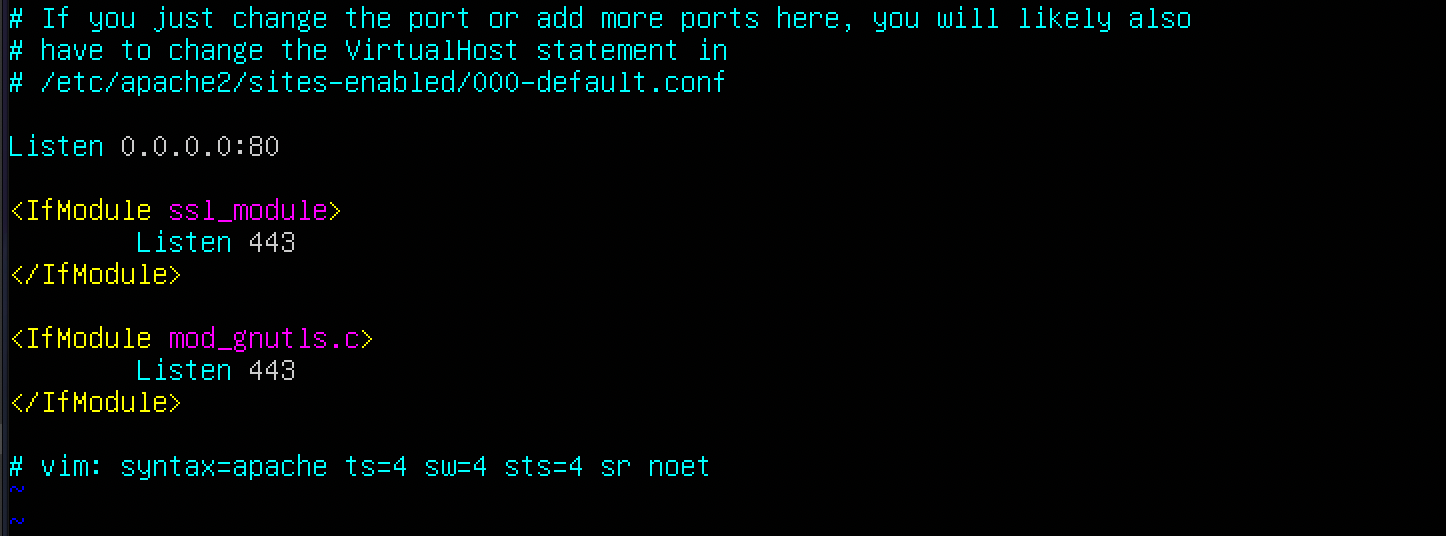 # If you just change the port or add more ports here, you will likely also
# have to change the VirtualHost statement in
# /etc/apache2/sites-enabled/000-default.conf
Listen 0.0.0.0:80
<IfModule ssl_module>
Listen 443
</IfModule>
<IfModule mod_gnutls.c>
Listen 443
</IfModule>
# vim: syntax=apache ts=4 sw=4 sts=4 sr noet
~
~